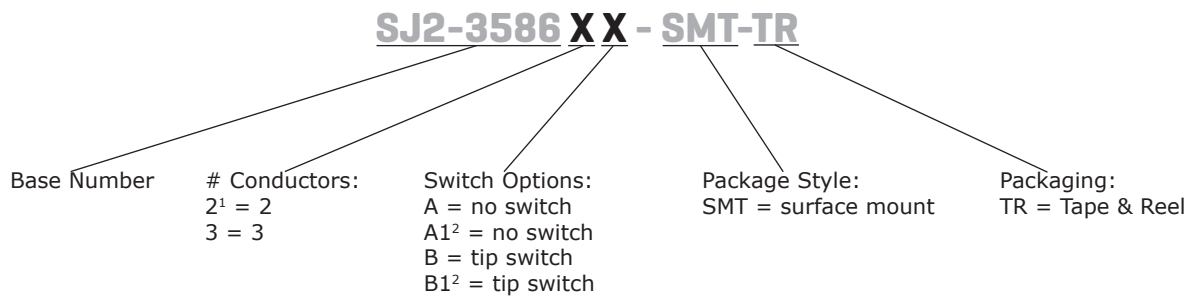 SJ2-3586 X X - SMT-TR
Base Number
# Conductors:
2¹ = 2
3 = 3
Switch Options:
A = no switch
A1² = no switch
B = tip switch
B1² = tip switch
Package Style:
SMT = surface mount
Packaging:
TR = Tape & Reel